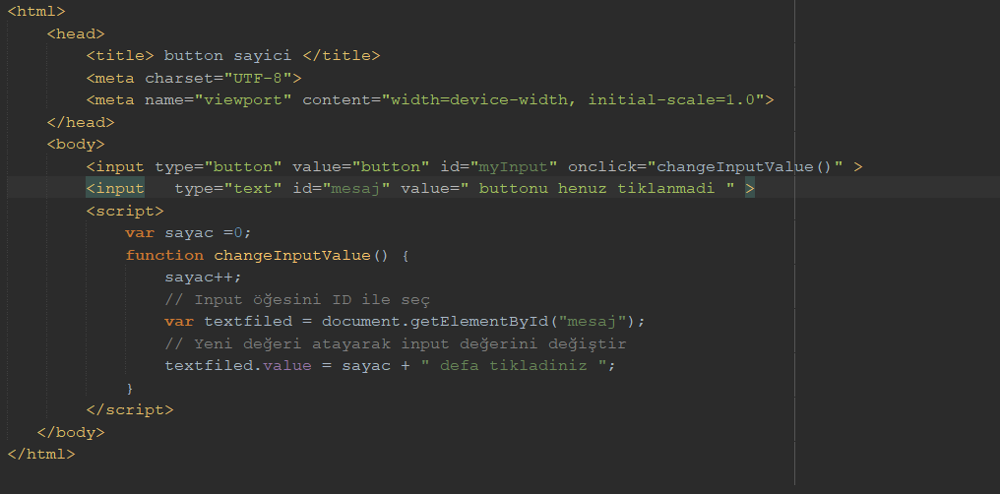 <html>
<head>
<title> button sayici </title>
<meta charset="UTF-8">
<meta name="viewport" content="width=device-width, initial-scale=1.0">
</head>
<body>
<input type="button" value="button" id="myInput" onclick="changeInputValue()" >
<input   type="text" id="mesaj" value=" buttonu henuz tiklanmadi " >
<script>
var sayac =0;
function changeInputValue() {
sayac++;
// Input öğesini ID ile seç
var textfiled = document.getElementById("mesaj");
// Yeni değeri atayarak input değerini değiştir
textfiled.value = sayac + " defa tikladiniz ";
}
</script>
</body>
</html>